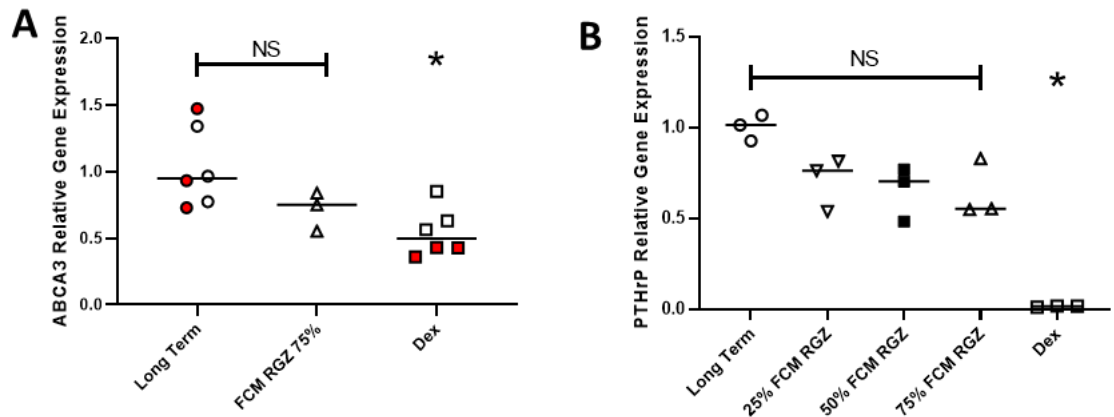 A
ABCA3 Relative Gene Expression
2.0
1.5
1.0
0.5
0.0
NS
*
Long Term
FCM RGZ 75%
Dex
B
PTHrP Relative Gene Expression
1.5
1.0
0.5
0.0
NS
*
Long Term
25% FCM RGZ
50% FCM RGZ
75% FCM RGZ
Dex